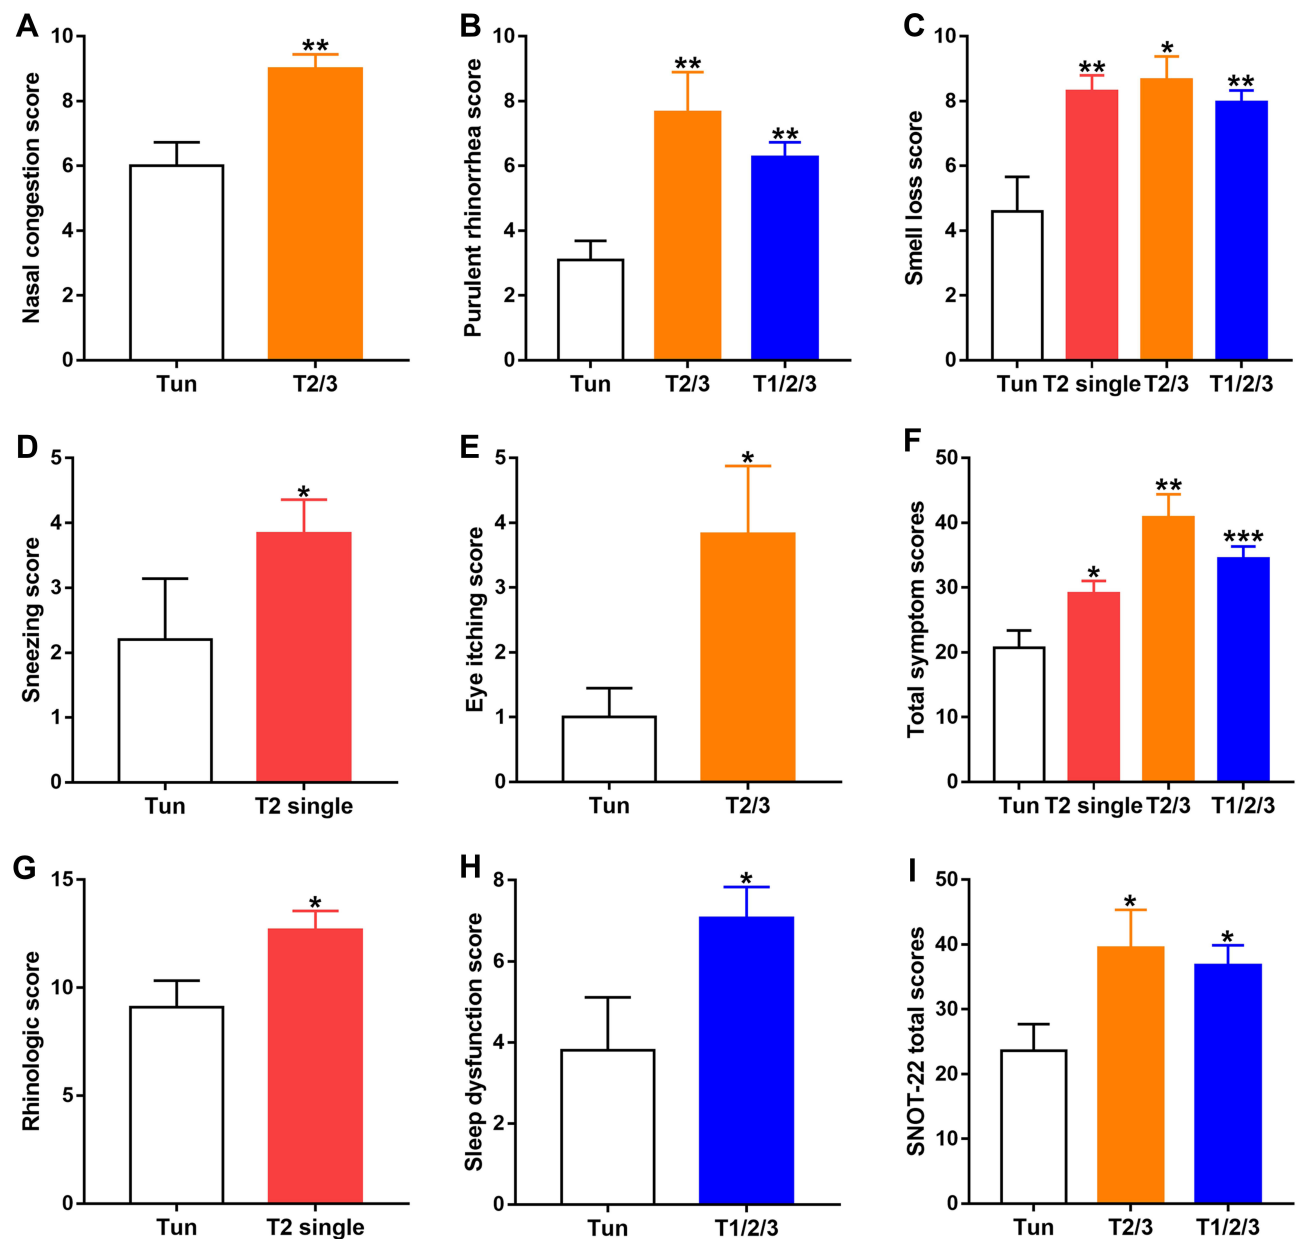 A
Nasal congestion score
10
8
6
4
2
0
**
Tun T2/3
B
Purulent rhinorrhea score
10
8
6
4
2
0
** **
Tun T2/3 T1/2/3
C
Smell loss score
10
8
6
4
2
0
** * **
Tun T2 single T2/3 T1/2/3
D
Sneezing score
5
4
3
2
1
0
*
Tun T2 single
E
Eye itching score
5
4
3
2
1
0
*
Tun T2/3
F
Total symptom scores
50
40
30
20
10
0
* ** ***
Tun T2 single T2/3 T1/2/3
G
Rhinologic score
15
10
5
0
*
Tun T2 single
H
Sleep dysfunction score
8
6
4
2
0
*
Tun T1/2/3
I
SNOT-22 total scores
50
40
30
20
10
0
* *
Tun T2/3 T1/2/3